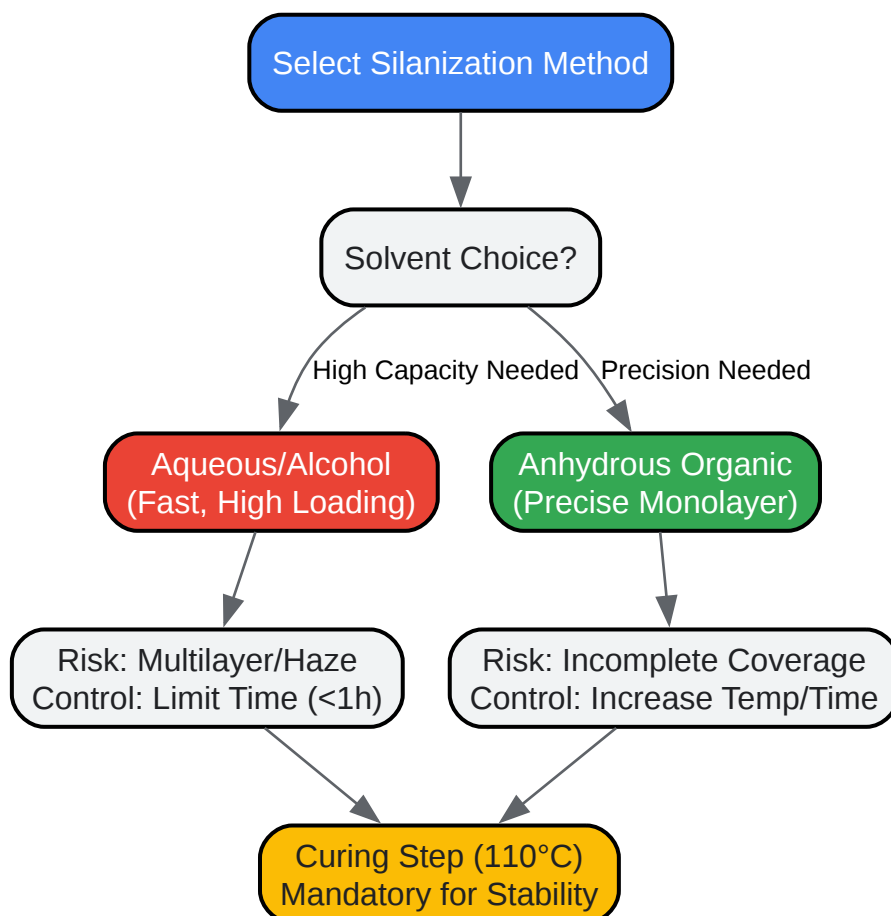 Select Silanization Method
Solvent Choice?
High Capacity Needed
Precision Needed
Aqueous/Alcohol
(Fast, High Loading)
Anhydrous Organic
(Precise Monolayer)
Risk: Multilayer/Haze
Control: Limit Time (<1h)
Risk: Incomplete Coverage
Control: Increase Temp/Time
Curing Step (110°C)
Mandatory for Stability